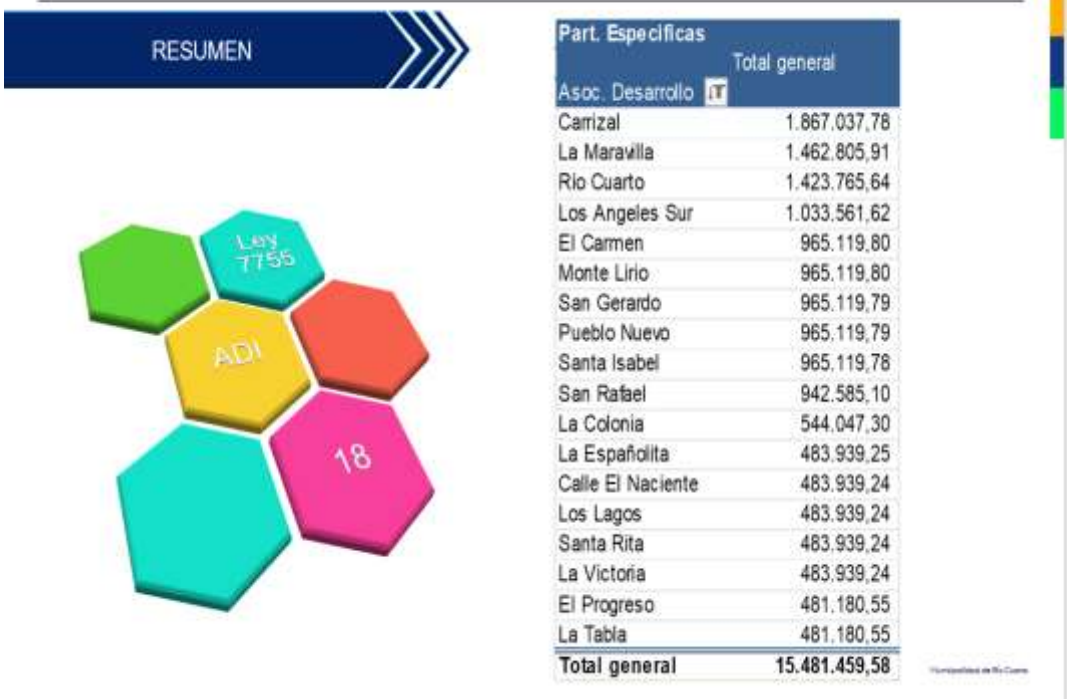 RESUMEN
Ley
7755
ADI
18
Part. Especificas
Total general
Asoc. Desarrollo
Carrizal 1.867.037,78
La Maravilla 1.462.805,91
Rio Cuarto 1.423.765,64
Los Angeles Sur 1.033.561,62
El Carmen 965.119,80
Monte Lirio 965.119,80
San Gerardo 965.119,79
Pueblo Nuevo 965.119,79
Santa Isabel 965.119,78
San Rafael 942.585,10
La Colonia 544.047,30
La Españolita 483.939,25
Calle El Naciente 483.939,24
Los Lagos 483.939,24
Santa Rita 483.939,24
La Victoria 483.939,24
El Progreso 481.180,55
La Tabla 481.180,55
Total general 15.481.459,58
Municipalidad de Río Cuarto